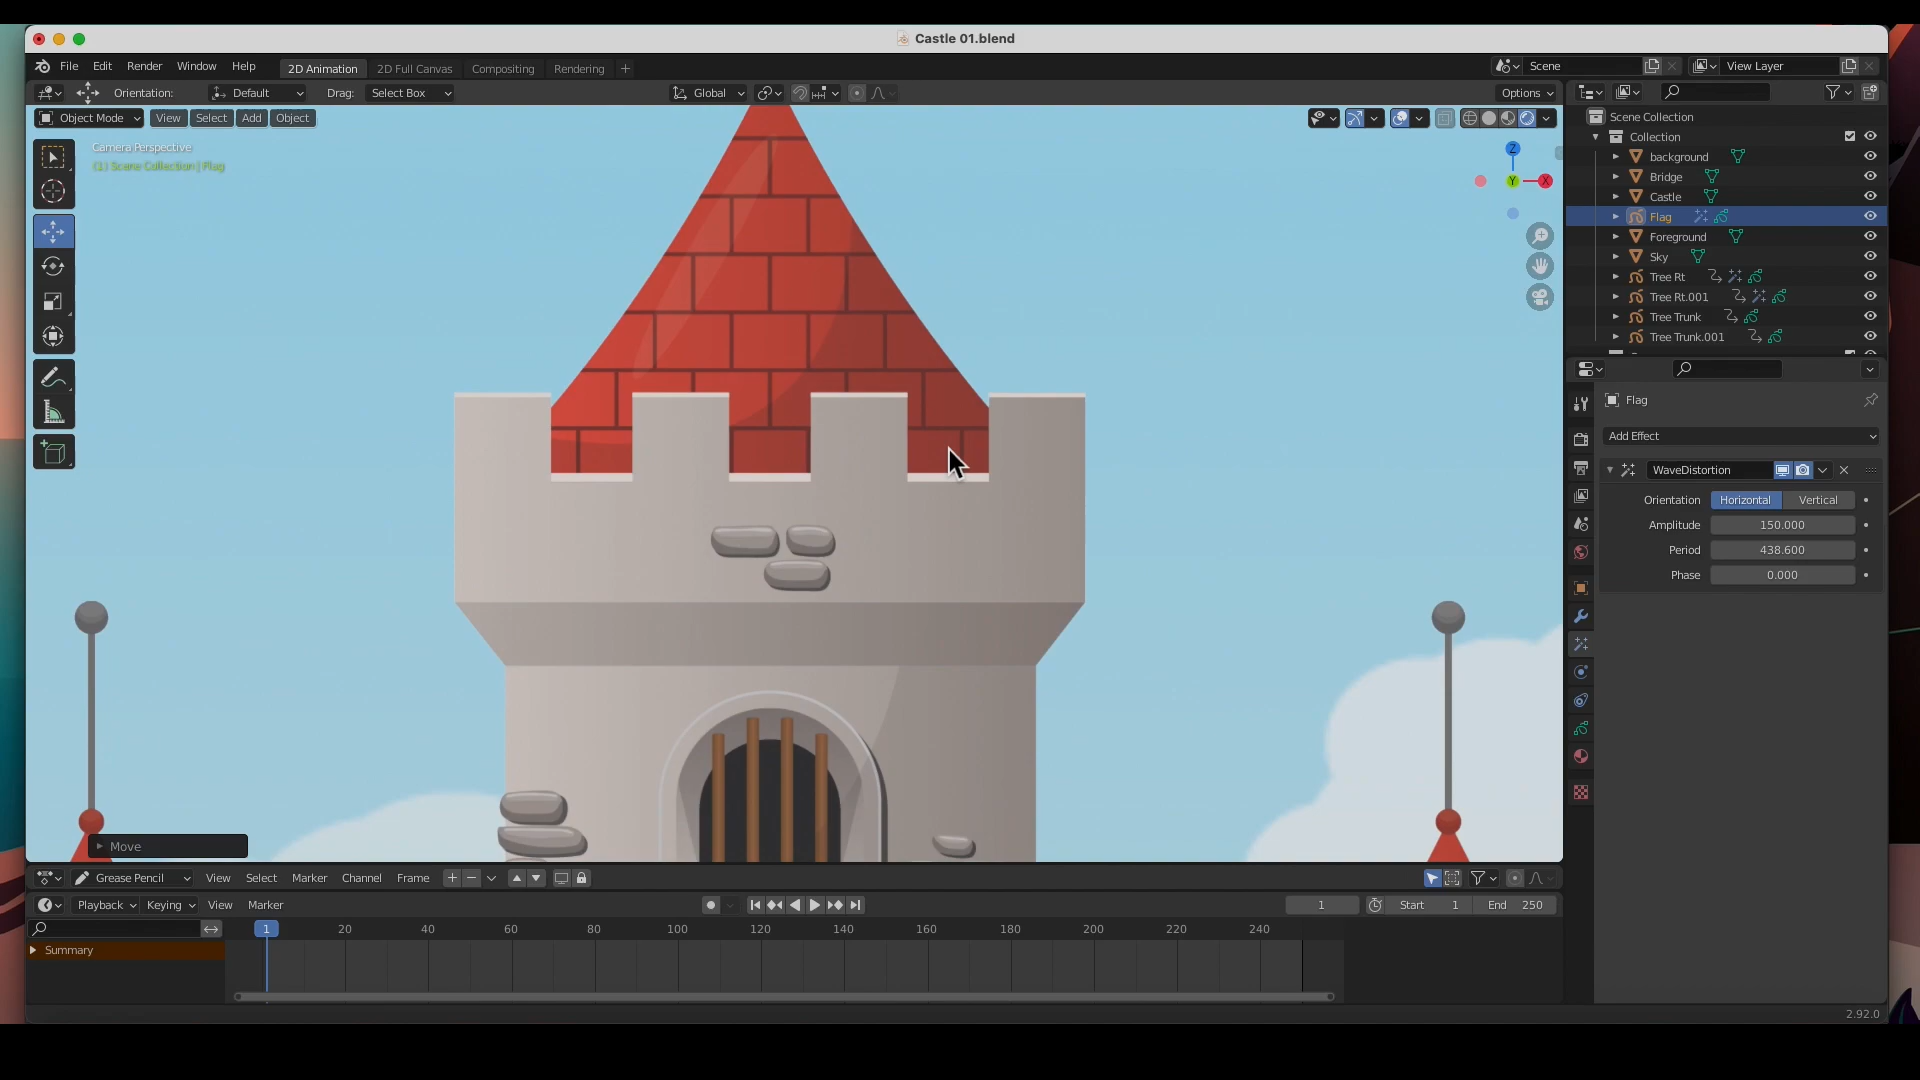 Castle 01.blend
File Edit Render Window Help 2D Animation 2D Full Canvas Compositing Rendering + Scene View Layer
Orientation: Default Drag: Select Box Global Options
Object Mode View Select Add Object
Camera Perspective
(1) Scene Collection | Flag
Z
Y
X
Scene Collection
Collection
background
Bridge
Castle
Flag
Foreground
Sky
Tree Rt
Tree Rt.001
Tree Trunk
Tree Trunk.001
Flag
Add Effect
WaveDistortion
Orientation Horizontal Vertical
Amplitude 150.000
Period 438.600
Phase 0.000
Move
Grease Pencil View Select Marker Channel Frame
Playback Keying View Marker 1 Start 1 End 250
1 20 40 60 80 100 120 140 160 180 200 220 240
Summary
2.92.0